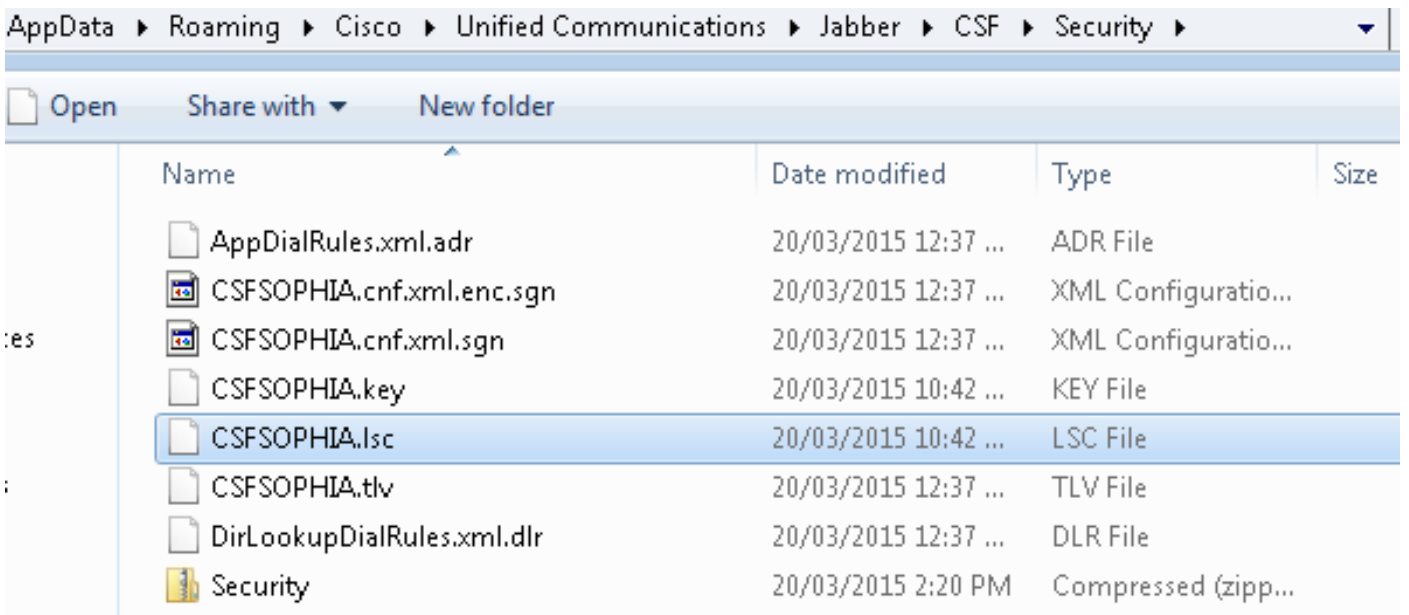 AppData ▸ Roaming ▸ Cisco ▸ Unified Communications ▸ Jabber ▸ CSF ▸ Security ▸
Open Share with New folder
Name Date modified Type Size
AppDialRules.xml.adr 20/03/2015 12:37 ... ADR File
CSFSOPHIA.cnf.xml.enc.sgn 20/03/2015 12:37 ... XML Configuratio...
:es CSFSOPHIA.cnf.xml.sgn 20/03/2015 12:37 ... XML Configuratio...
CSFSOPHIA.key 20/03/2015 10:42 ... KEY File
CSFSOPHIA.lsc 20/03/2015 10:42 ... LSC File
CSFSOPHIA.tlv 20/03/2015 12:37 ... TLV File
DirLookupDialRules.xml.dlr 20/03/2015 12:37 ... DLR File
Security 20/03/2015 2:20 PM Compressed (zipp...